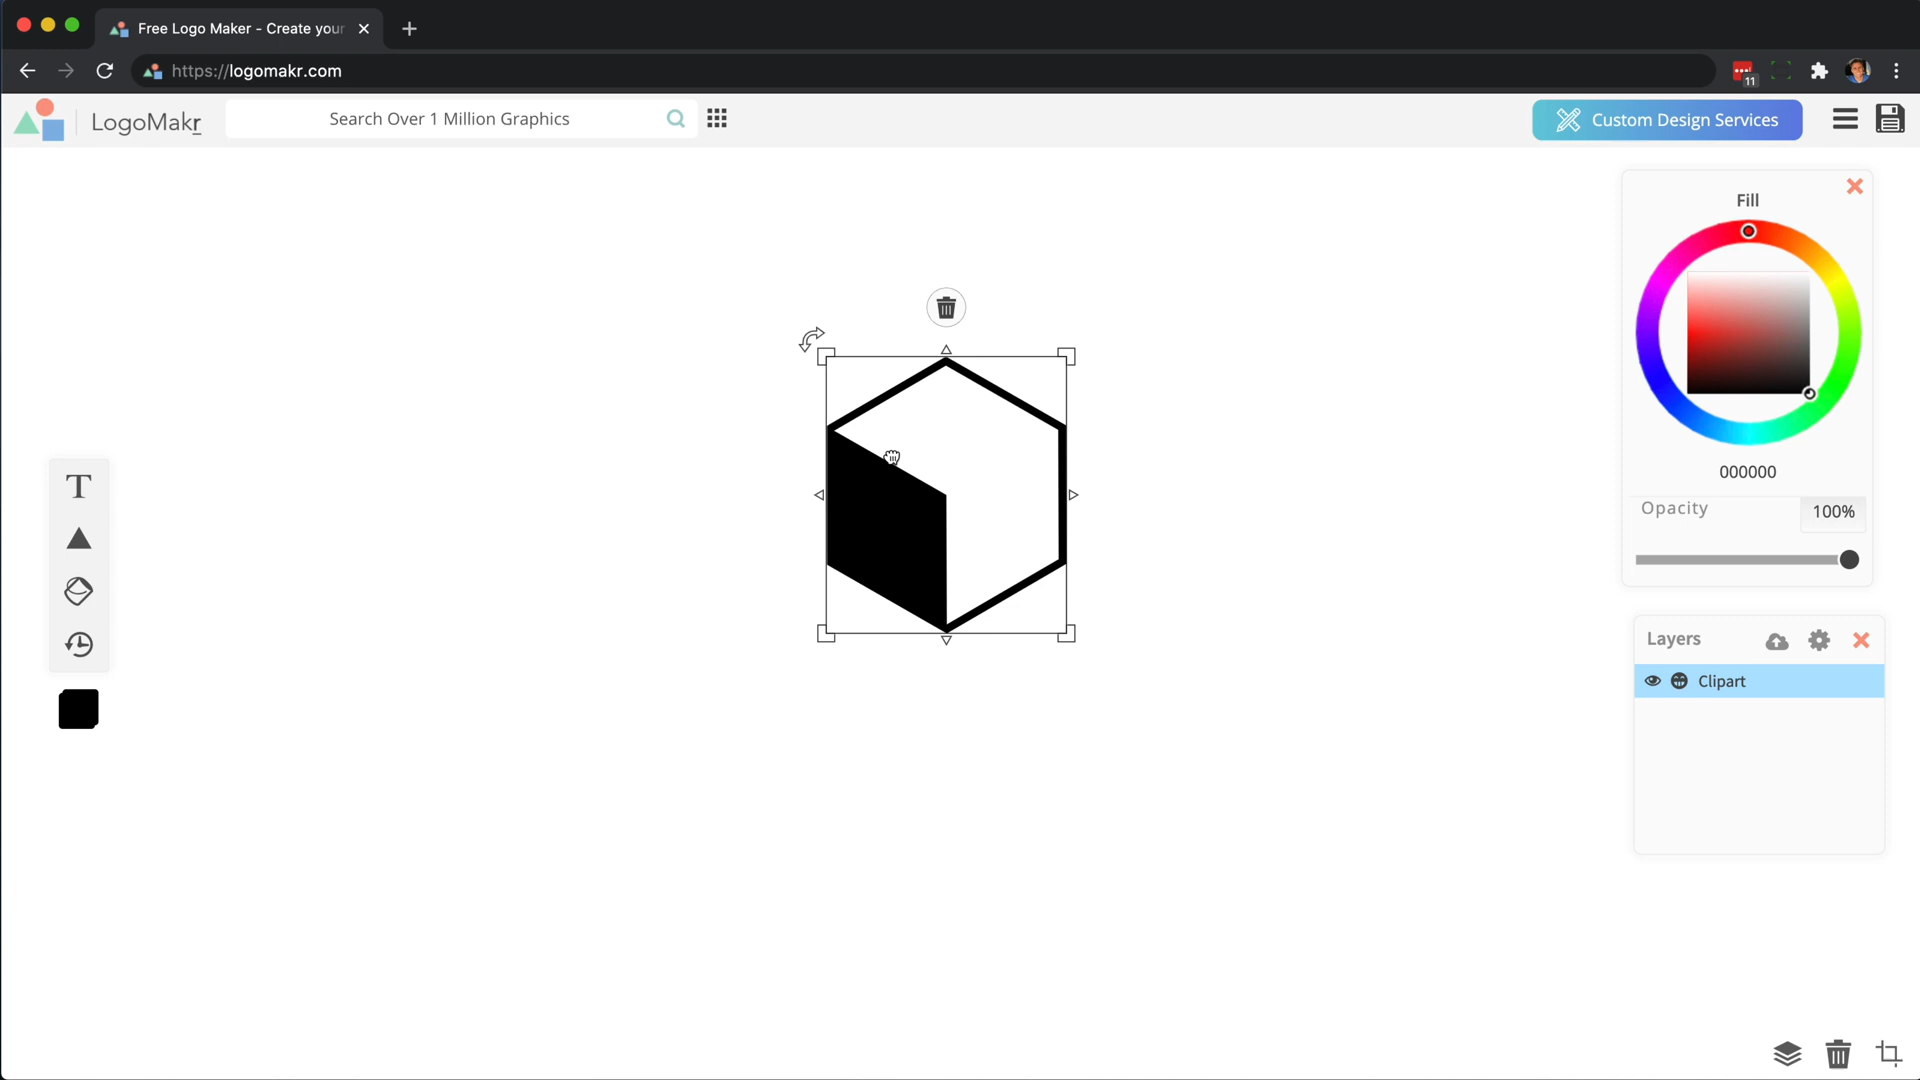 Free Logo Maker - Create your
https://logomakr.com
11
LogoMakr
Search Over 1 Million Graphics
Custom Design Services
Fill
000000
Opacity
100%
T
Layers
Clipart